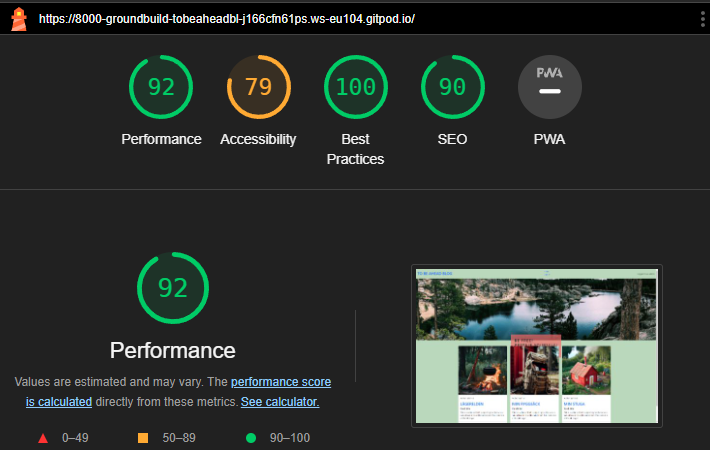 https://8000-groundbuild-tobeaheadbl-j166cfn61ps.ws-eu104.gitpod.io/
92
79
100
90
PWA
Performance
Accessibility
Best
Practices
SEO
PWA
92
Performance
Values are estimated and may vary. The performance score
is calculated directly from these metrics. See calculator.
0–49
50–89
90–100